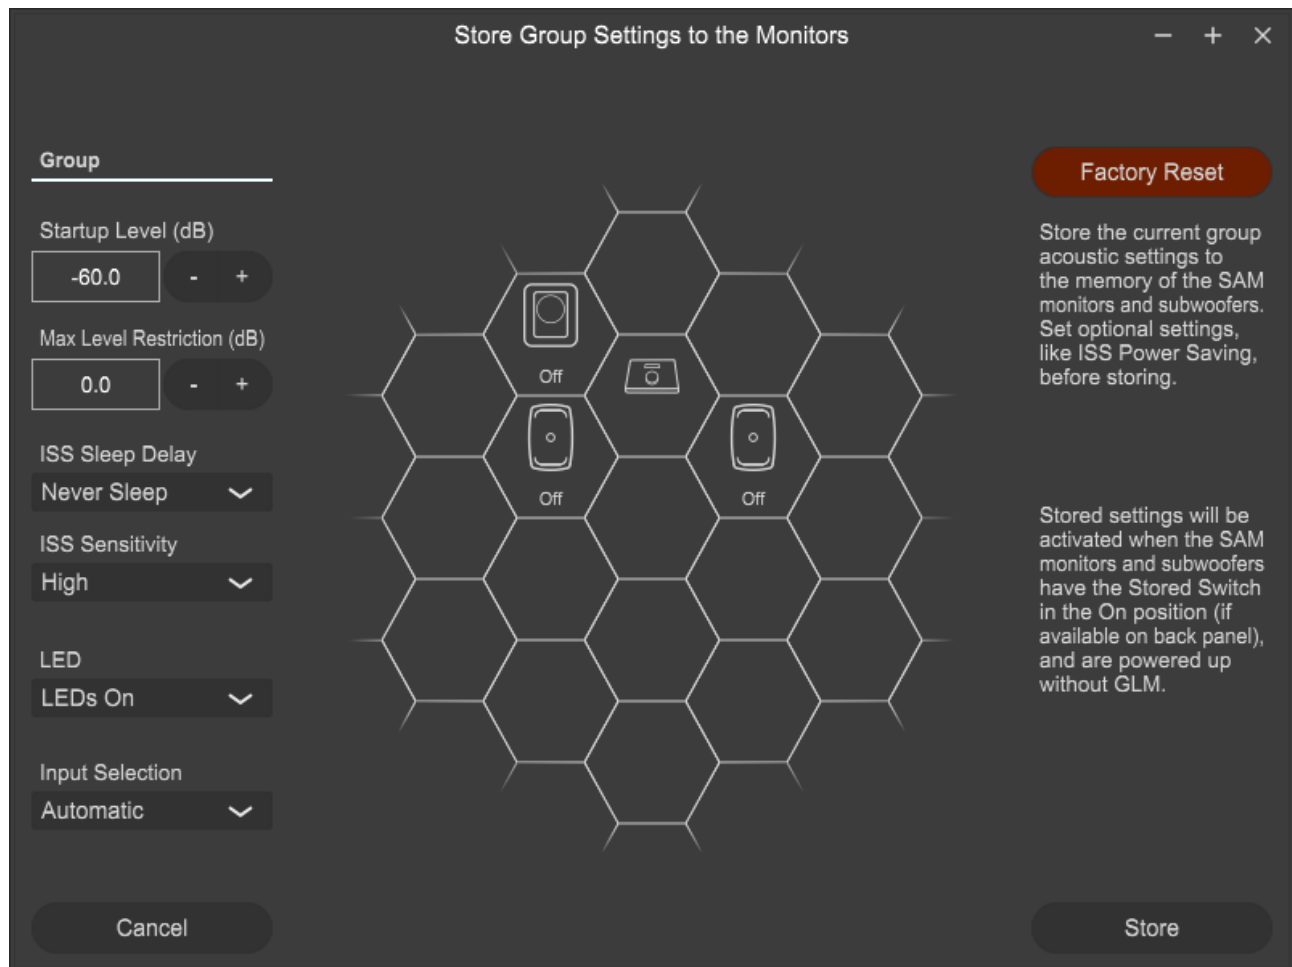 Store Group Settings to the Monitors
Group
Startup Level (dB)
-60.0 - +
Max Level Restriction (dB)
0.0 - +
ISS Sleep Delay
Never Sleep
ISS Sensitivity
High
LED
LEDs On
Input Selection
Automatic
Cancel
Off
Off
Off
Factory Reset
Store the current group
acoustic settings to
the memory of the SAM
monitors and subwoofers.
Set optional settings,
like ISS Power Saving,
before storing.
Stored settings will be
activated when the SAM
monitors and subwoofers
have the Stored Switch
in the On position (if
available on back panel),
and are powered up
without GLM.
Store